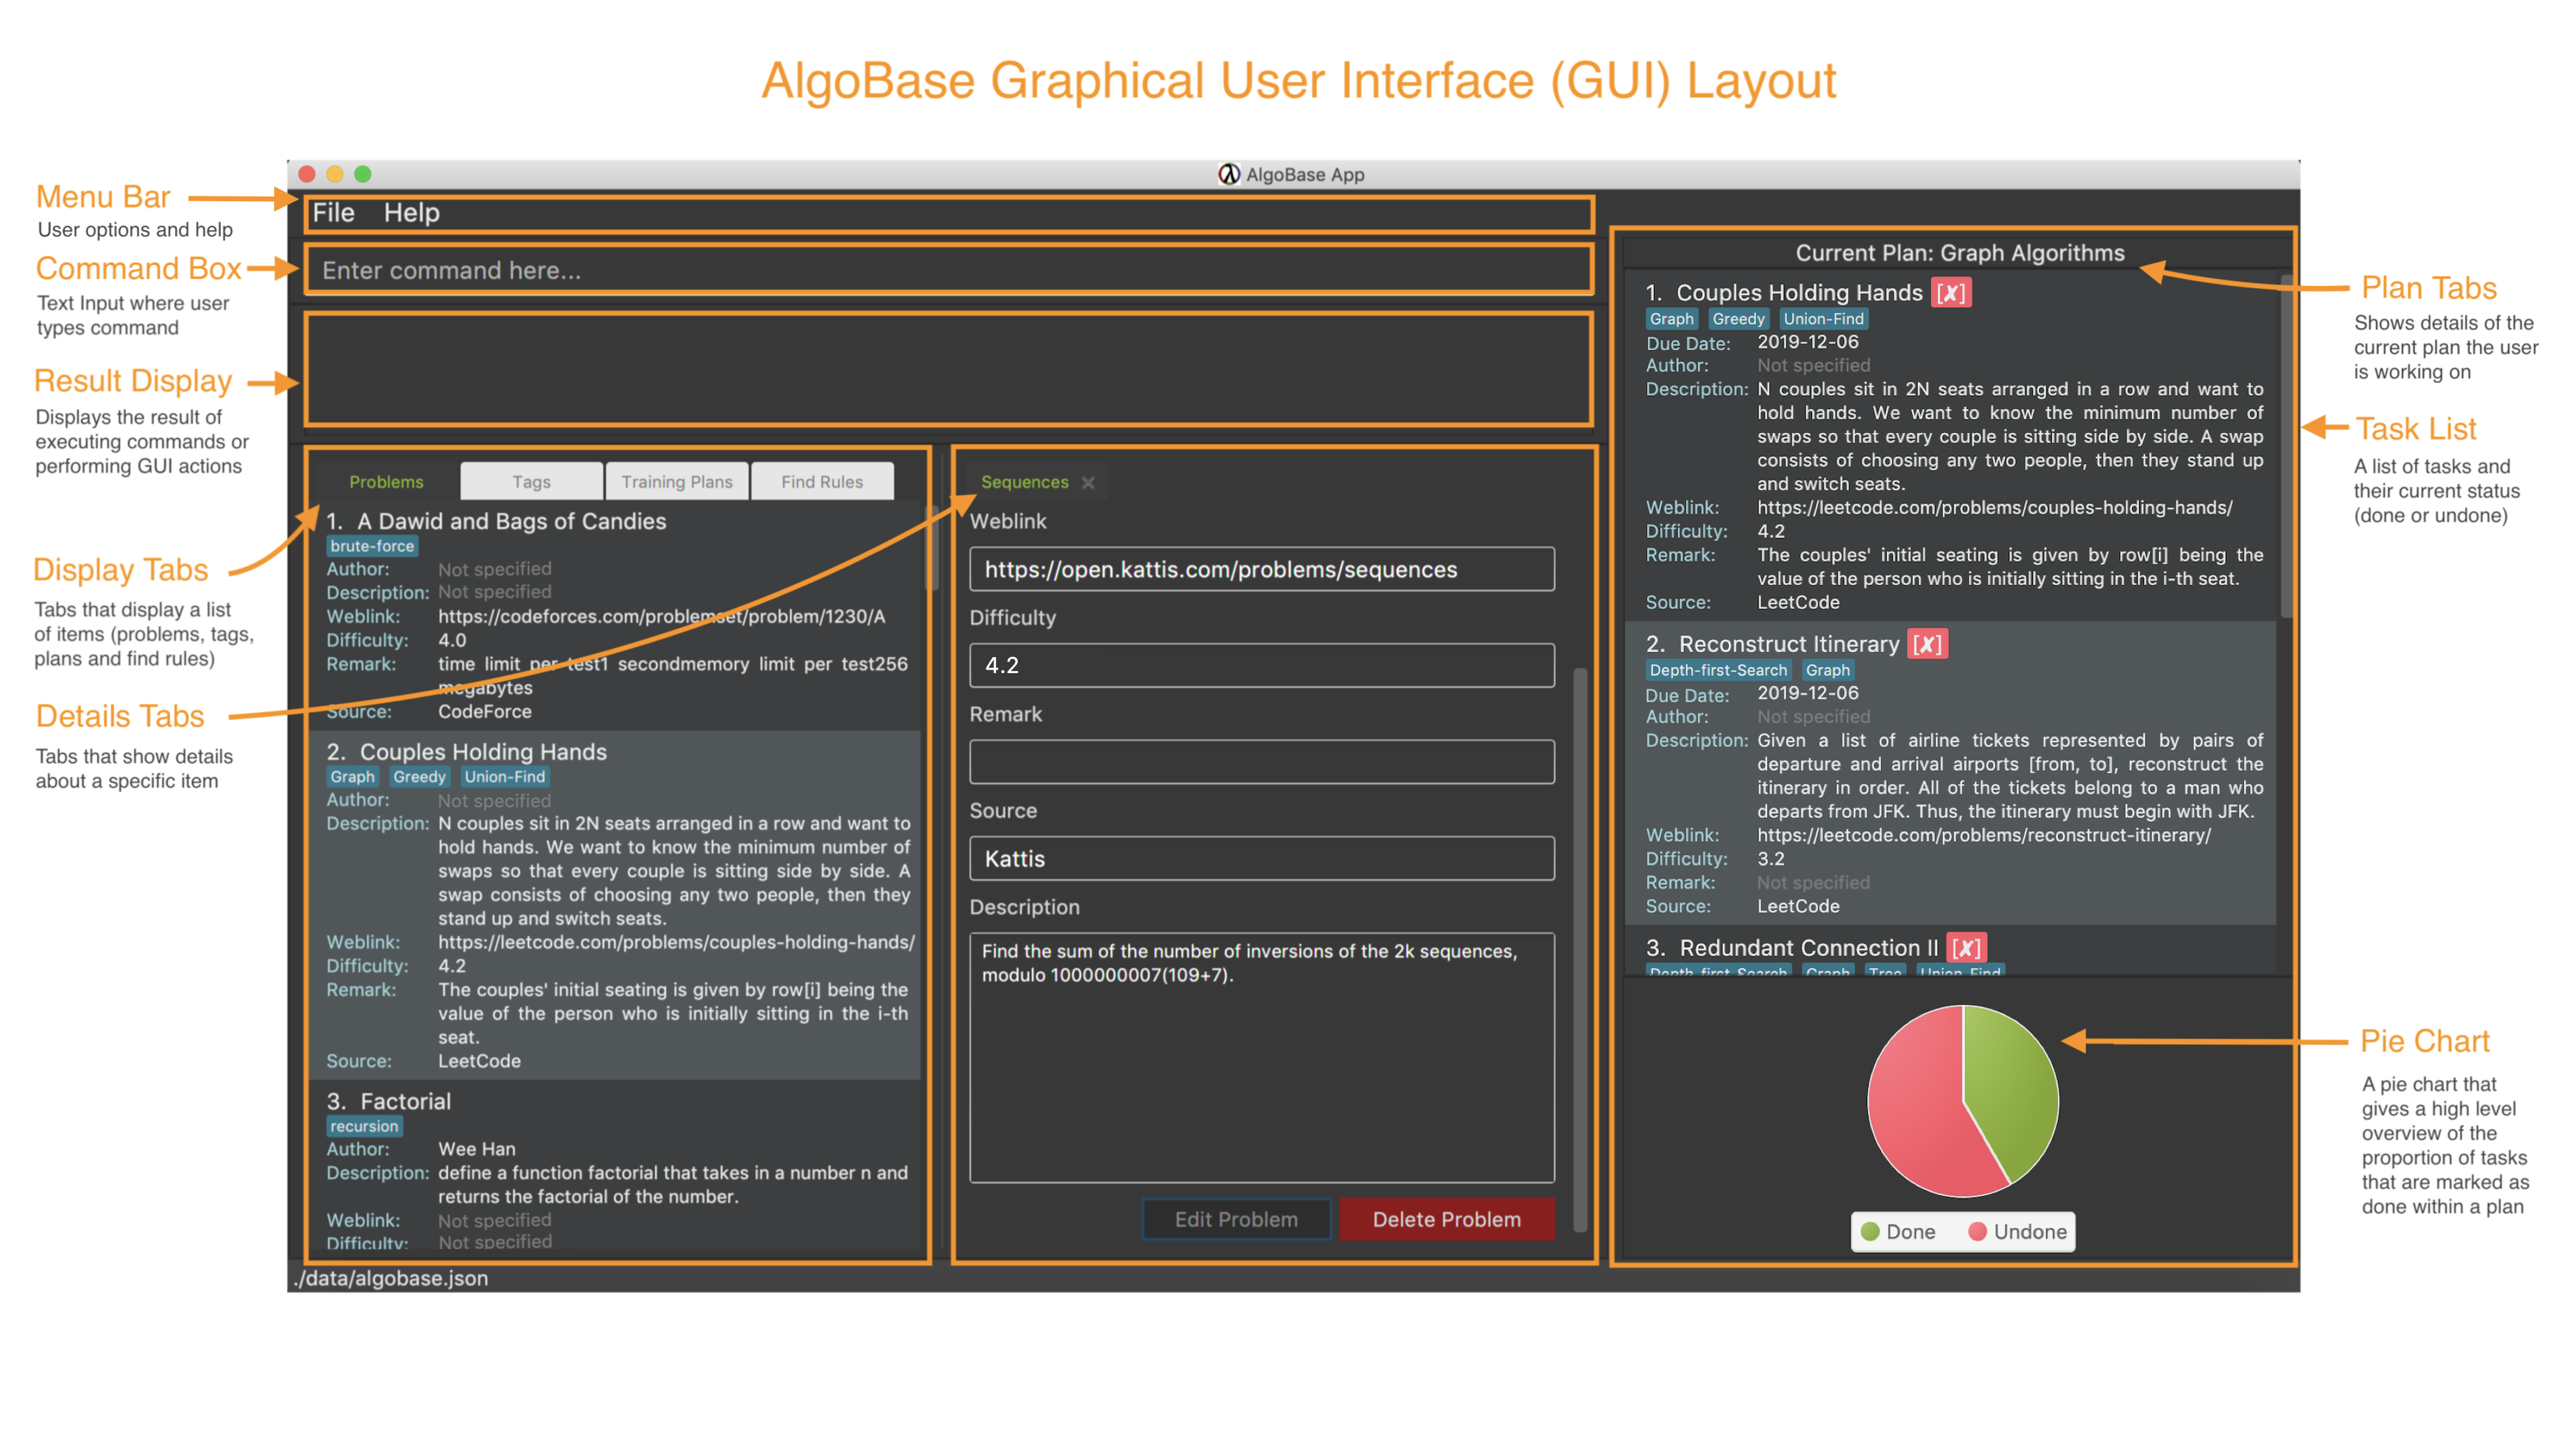 AlgoBase Graphical User Interface (GUI) Layout
AlgoBase App
Menu Bar
User options and help
Command Box
Text Input where user
types command
Result Display
Displays the result of
executing commands or
performing GUI actions
Display Tabs
Tabs that display a list
of items (problems, tags,
plans and find rules)
Details Tabs
Tabs that show details
about a specific item
File Help
Enter command here...
Problems Tags Training Plans Find Rules
1. A Dawid and Bags of Candies
brute-force
Author: Not specified
Description: Not specified
Weblink: https://codeforces.com/problemset/problem/1230/A
Difficulty: 4.0
Remark: time limit per test1 secondmemory limit per test256
megabytes
Source: CodeForce
2. Couples Holding Hands
Graph Greedy Union-Find
Author: Not specified
Description: N couples sit in 2N seats arranged in a row and want to
hold hands. We want to know the minimum number of
swaps so that every couple is sitting side by side. A
swap consists of choosing any two people, then they
stand up and switch seats.
Weblink: https://leetcode.com/problems/couples-holding-hands/
Difficulty: 4.2
Remark: The couples' initial seating is given by row[i] being the
value of the person who is initially sitting in the i-th
seat.
Source: LeetCode
3. Factorial
recursion
Author: Wee Han
Description: define a function factorial that takes in a number n and
returns the factorial of the number.
Weblink: Not specified
Difficulty: Not specified
./data/algobase.json
Sequences ×
Weblink
https://open.kattis.com/problems/sequences
Difficulty
4.2
Remark
Source
Kattis
Description
Find the sum of the number of inversions of the 2k sequences,
modulo 1000000007(109+7).
Edit Problem Delete Problem
Current Plan: Graph Algorithms
1. Couples Holding Hands [✗]
Graph Greedy Union-Find
Due Date: 2019-12-06
Author: Not specified
Description: N couples sit in 2N seats arranged in a row and want to
hold hands. We want to know the minimum number of
swaps so that every couple is sitting side by side. A swap
consists of choosing any two people, then they stand up
and switch seats.
Weblink: https://leetcode.com/problems/couples-holding-hands/
Difficulty: 4.2
Remark: The couples' initial seating is given by row[i] being the
value of the person who is initially sitting in the i-th seat.
Source: LeetCode
2. Reconstruct Itinerary [✗]
Depth-first-Search Graph
Due Date: 2019-12-06
Author: Not specified
Description: Given a list of airline tickets represented by pairs of
departure and arrival airports [from, to], reconstruct the
itinerary in order. All of the tickets belong to a man who
departs from JFK. Thus, the itinerary must begin with JFK.
Weblink: https://leetcode.com/problems/reconstruct-itinerary/
Difficulty: 3.2
Remark: Not specified
Source: LeetCode
3. Redundant Connection II [✗]
Depth-first-Search Graph Tree Union-Find
Done Undone
Plan Tabs
Shows details of the
current plan the user
is working on
Task List
A list of tasks and
their current status
(done or undone)
Pie Chart
A pie chart that
gives a high level
overview of the
proportion of tasks
that are marked as
done within a plan